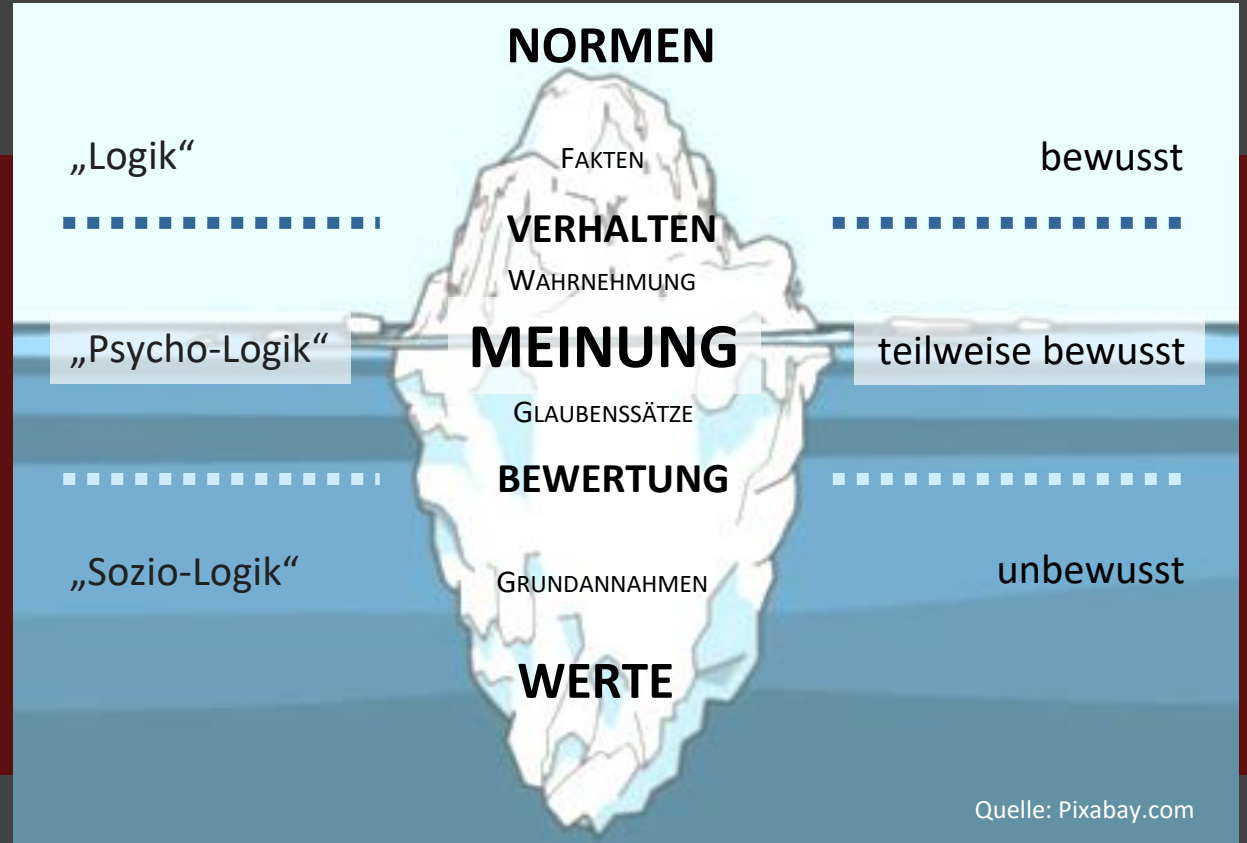 NORMEN
„Logik“ FAKTEN bewusst
VERHALTEN
WAHRNEHMUNG
„Psycho-Logik“ MEINUNG teilweise bewusst
GLAUBENSSÄTZE
BEWERTUNG
„Sozio-Logik“ GRUNDANNAHMEN unbewusst
WERTE
Quelle: Pixabay.com